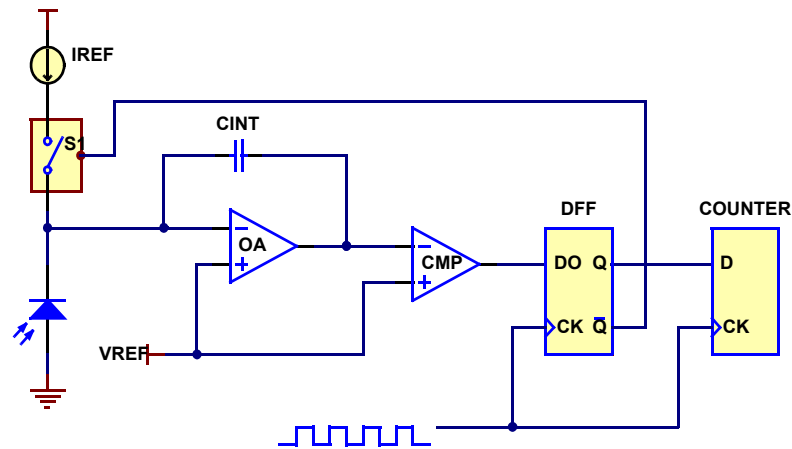 IREF
S1
CINT
OA
CMP
DFF
DO Q
CK Q̅
COUNTER
D
CK
VREF